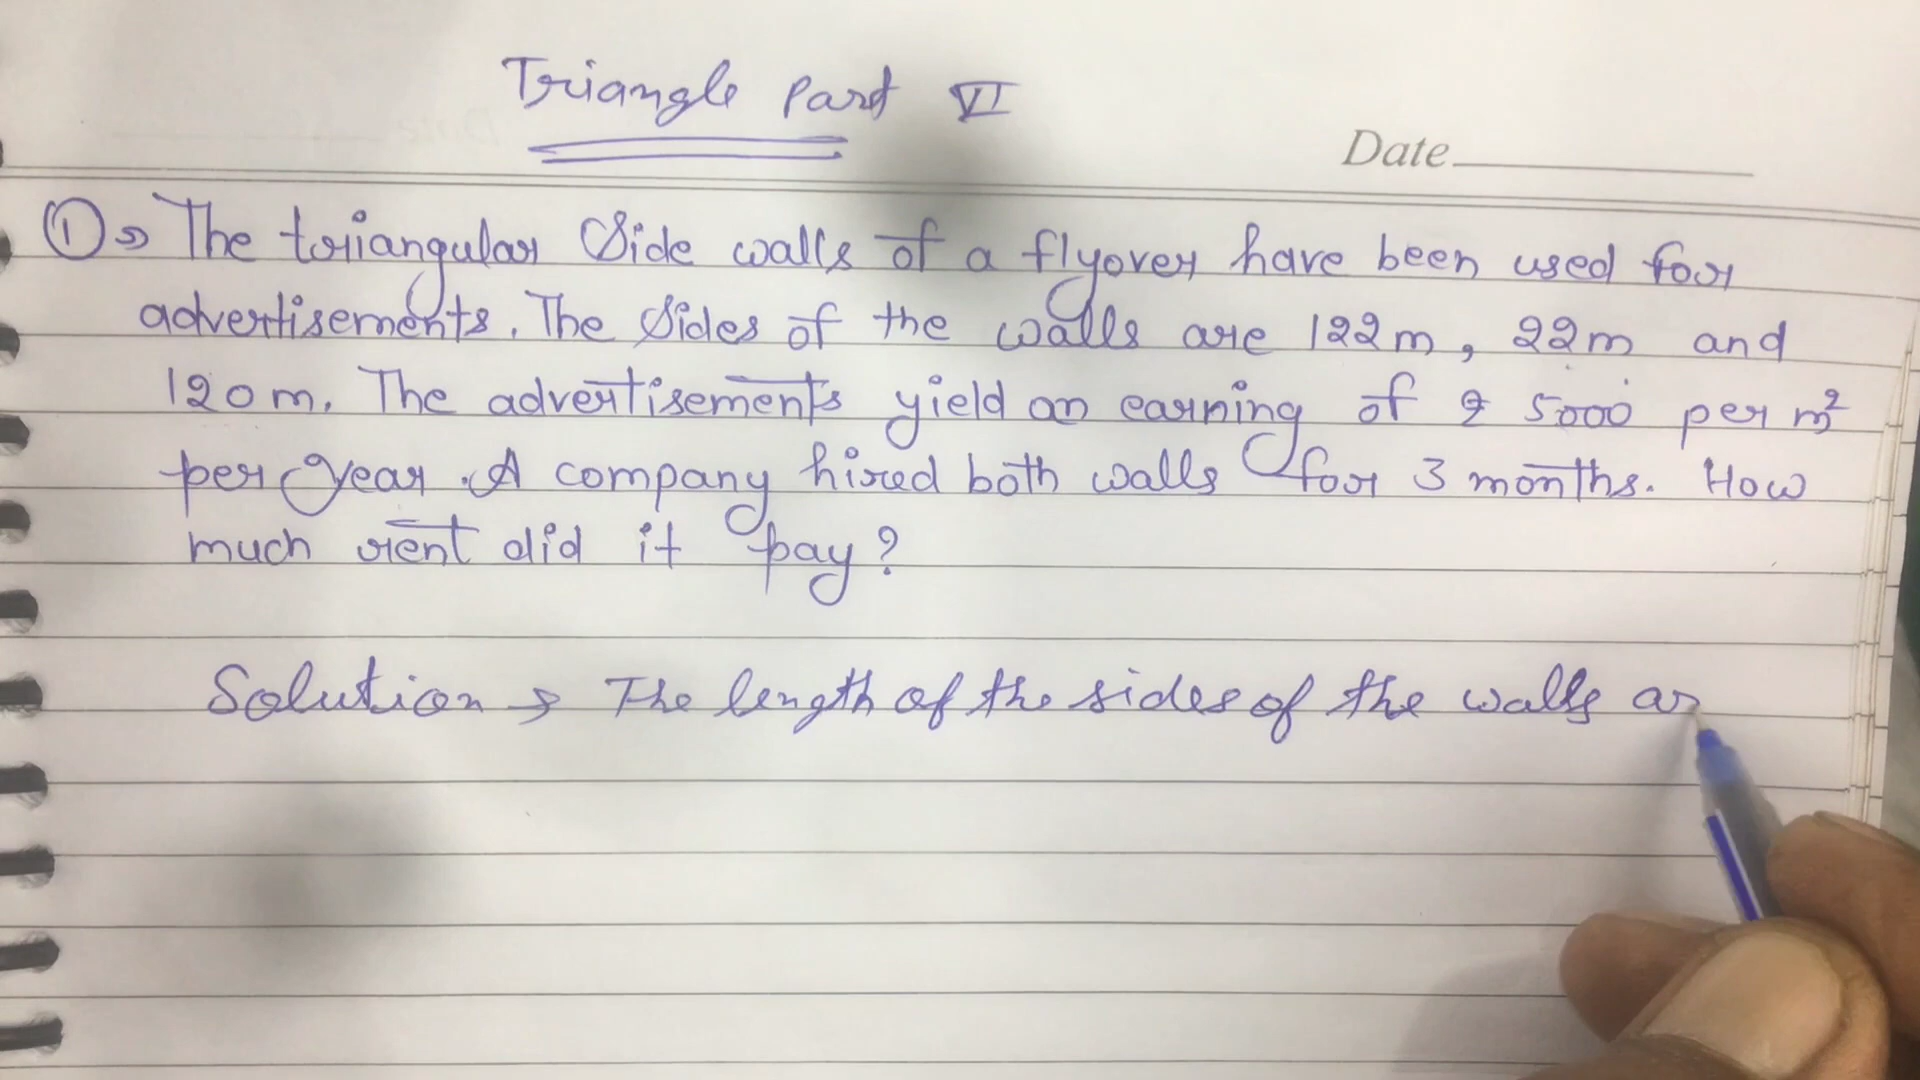 Triangle Part VI
Date
① → The triangular Side walls of a flyover have been used for
advertisements. The Sides of the walls are 122m, 22m and
120m. The advertisements yield an earning of ₹ 5000 per m²
per year. A company hired both walls for 3 months. How
much rent did it pay?
Solution → The length of the sides of the walls ar